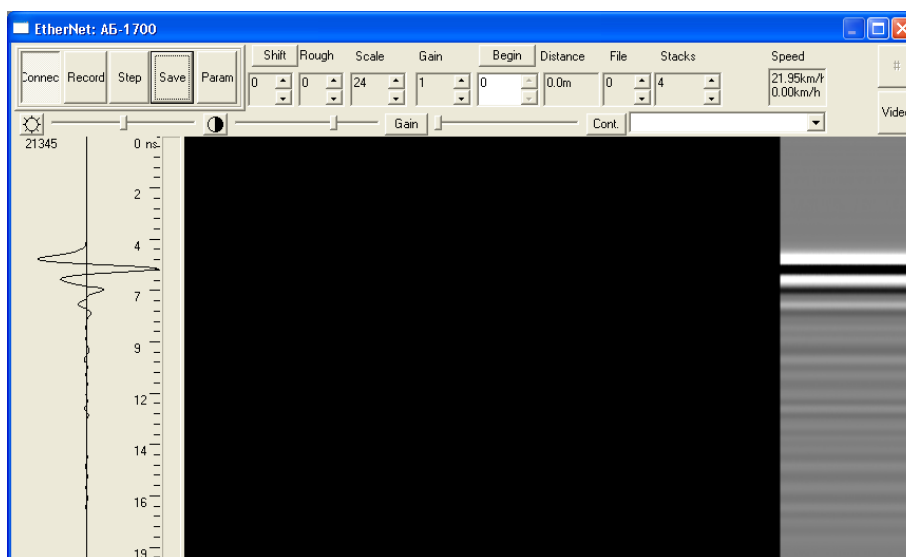 EtherNet: АБ-1700
Connec Record Step Save Param
Shift Rough Scale Gain Begin Distance File Stacks Speed
0 0 24 1 0 0.0m 0 4
21.95km/h
0.00km/h
#
Gain Cont. Video
21345 0 ns
2
4
7
9
12
14
16
19